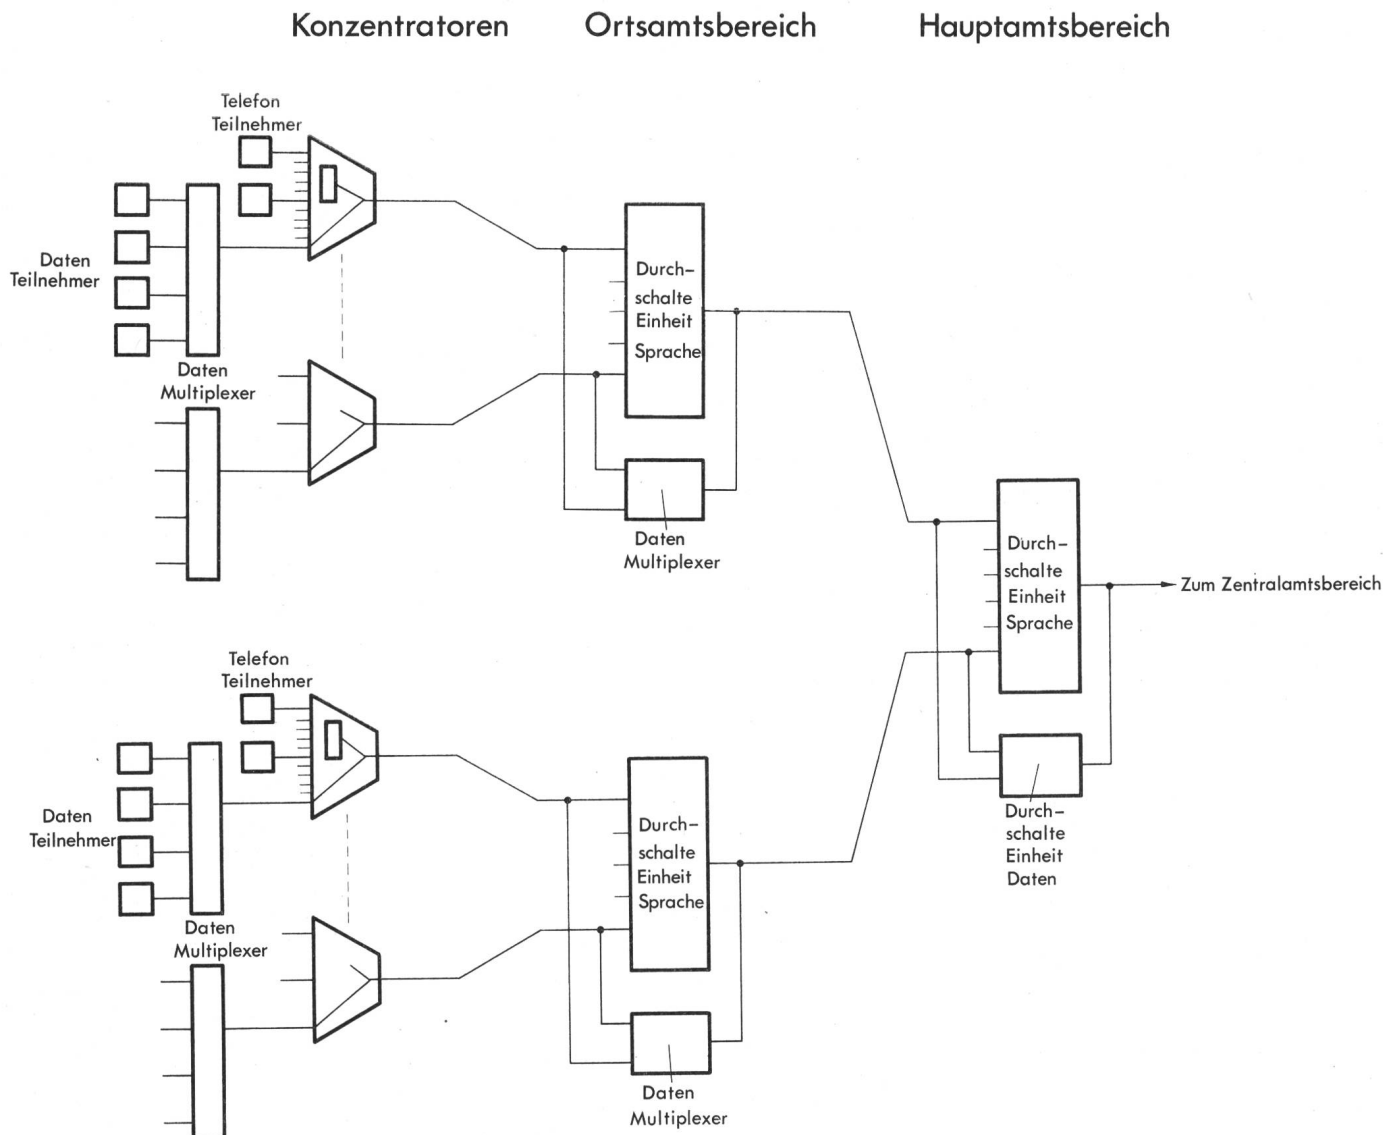 Konzentratoren
Ortsamtsbereich
Hauptamtsbereich
Telefon
Teilnehmer
Daten
Teilnehmer
Daten
Multiplexer
Durch–
schalte
Einheit
Sprache
Daten
Multiplexer
Durch–
schalte
Einheit
Sprache
Zum Zentralamtsbereich
Durch–
schalte
Einheit
Daten
Telefon
Teilnehmer
Daten
Teilnehmer
Daten
Multiplexer
Durch–
schalte
Einheit
Sprache
Daten
Multiplexer